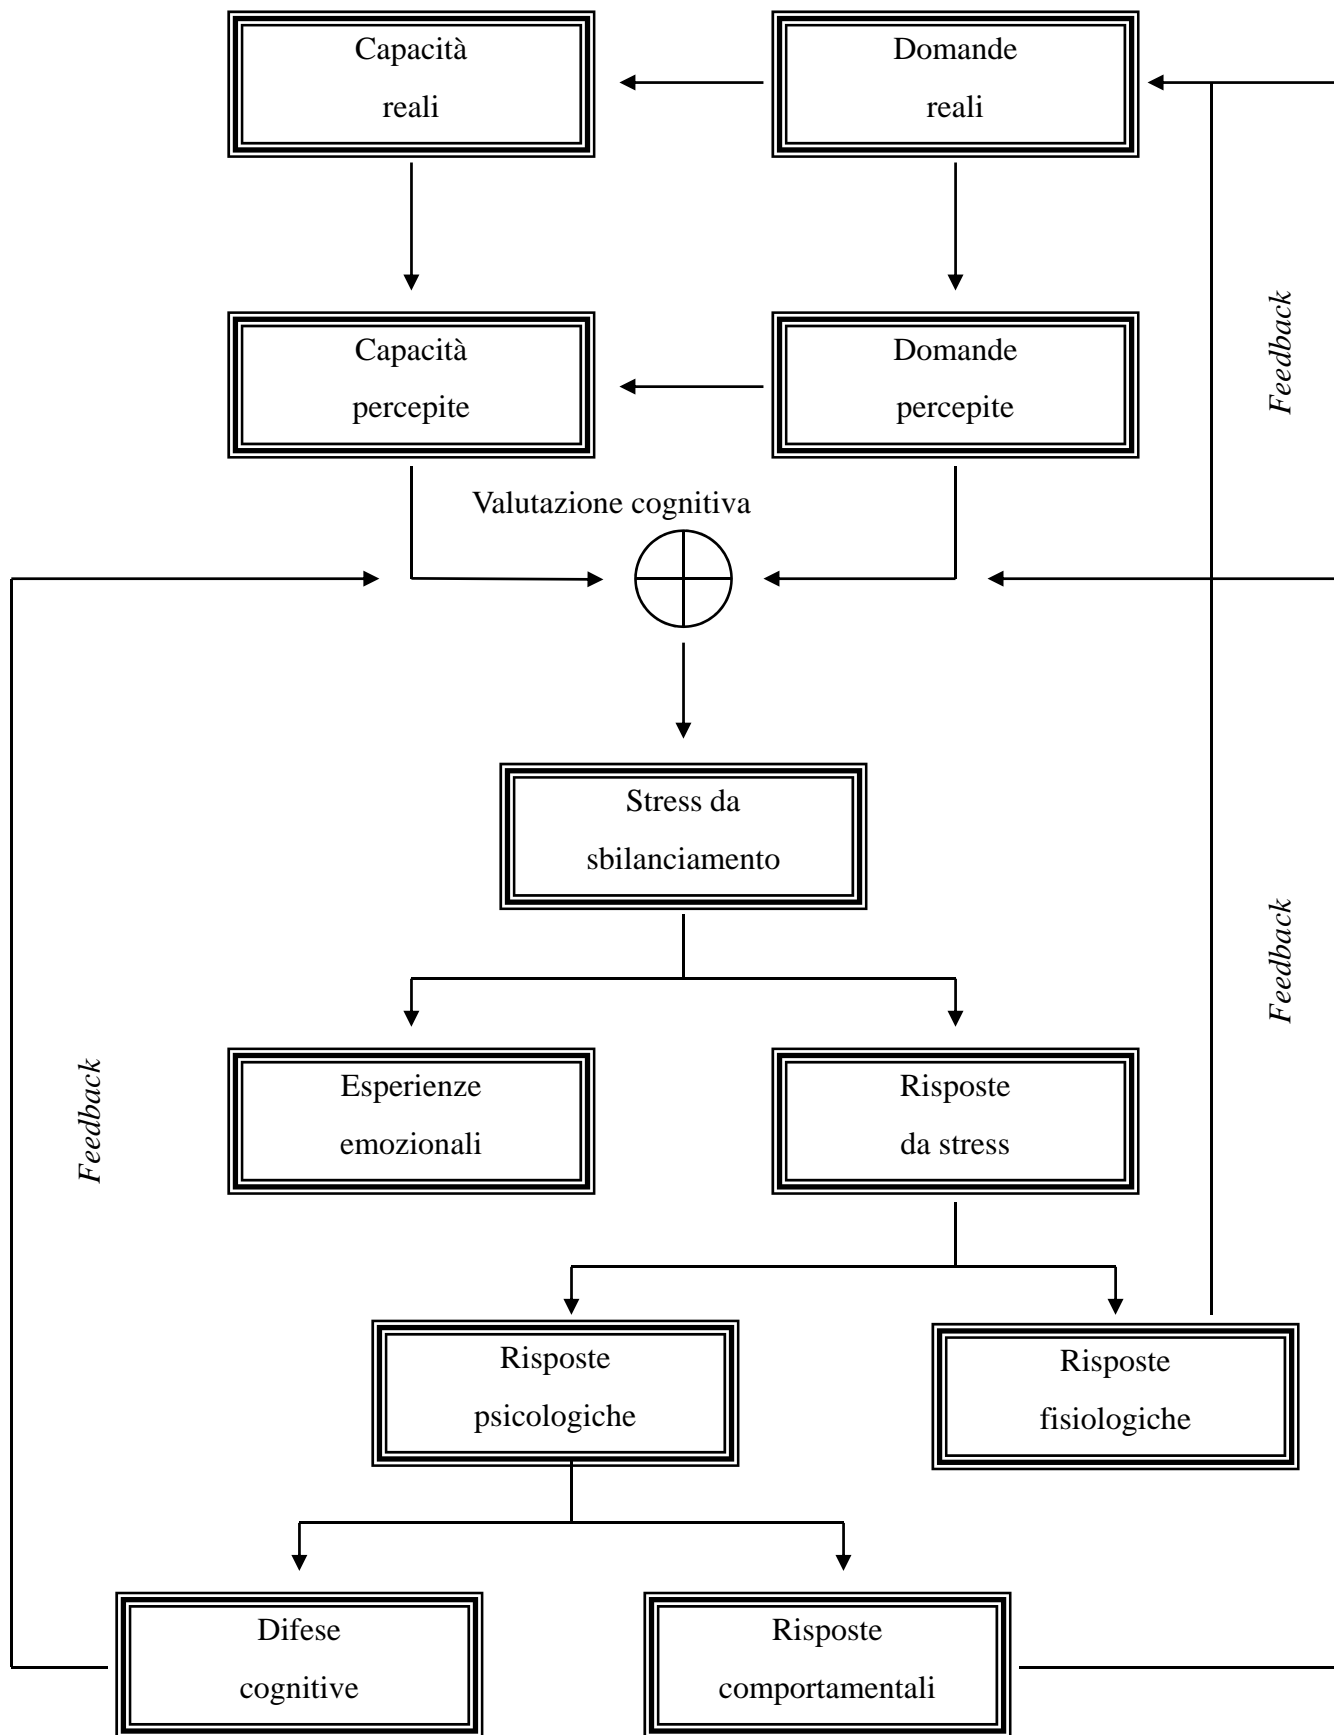 Capacità
reali
Domande
reali
Capacità
percepite
Domande
percepite
Feedback
Valutazione cognitiva
Stress da
sbilanciamento
Feedback
Esperienze
emozionali
Risposte
da stress
Feedback
Risposte
psicologiche
Risposte
fisiologiche
Difese
cognitive
Risposte
comportamentali